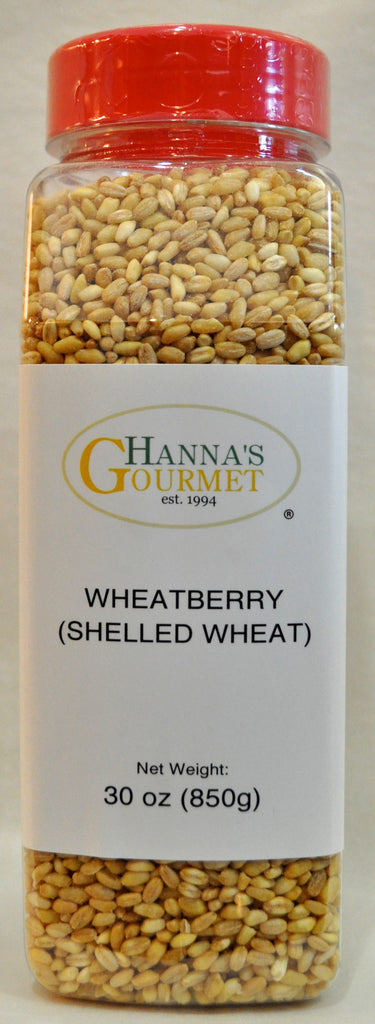 HANNA'S
GOURMET
est. 1994
®
WHEATBERRY
(SHELLED WHEAT)
Net Weight:
30 oz (850g)